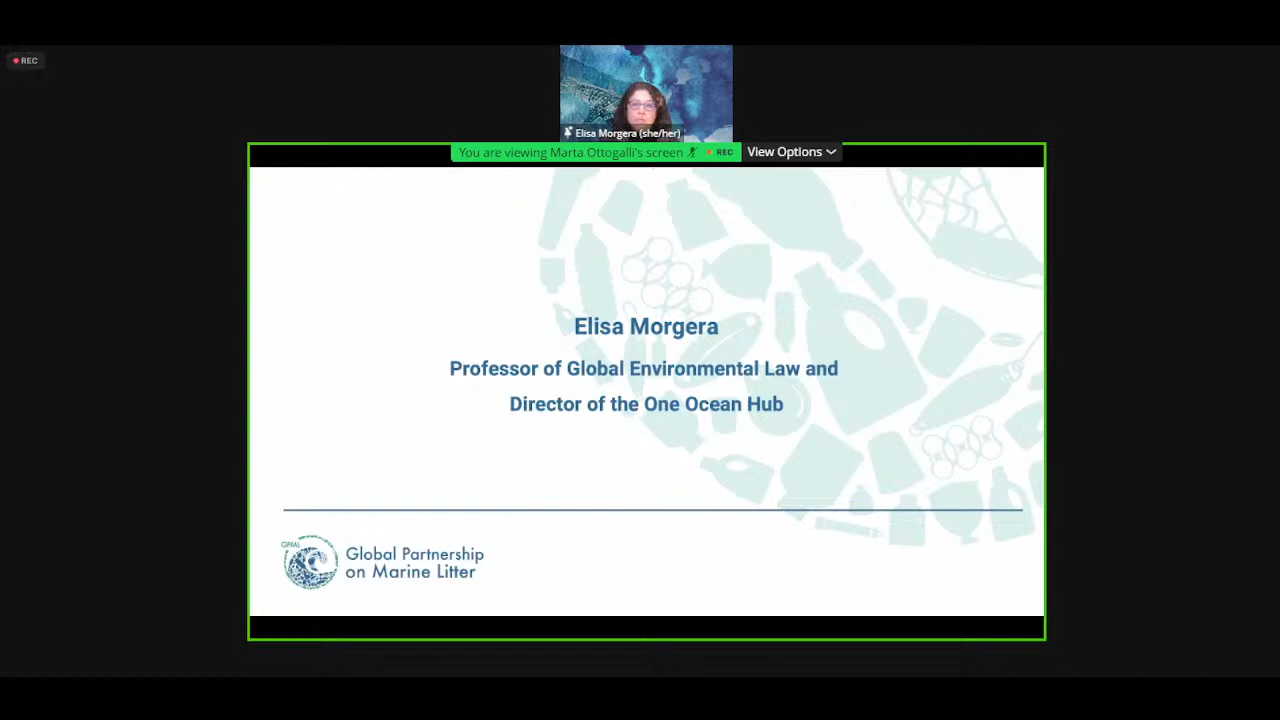 REC
Elisa Morgera (she/her)
You are viewing Marta Ottogalli's screen REC View Options
Elisa Morgera
Professor of Global Environmental Law and
Director of the One Ocean Hub
GPML
Global Partnership
on Marine Litter